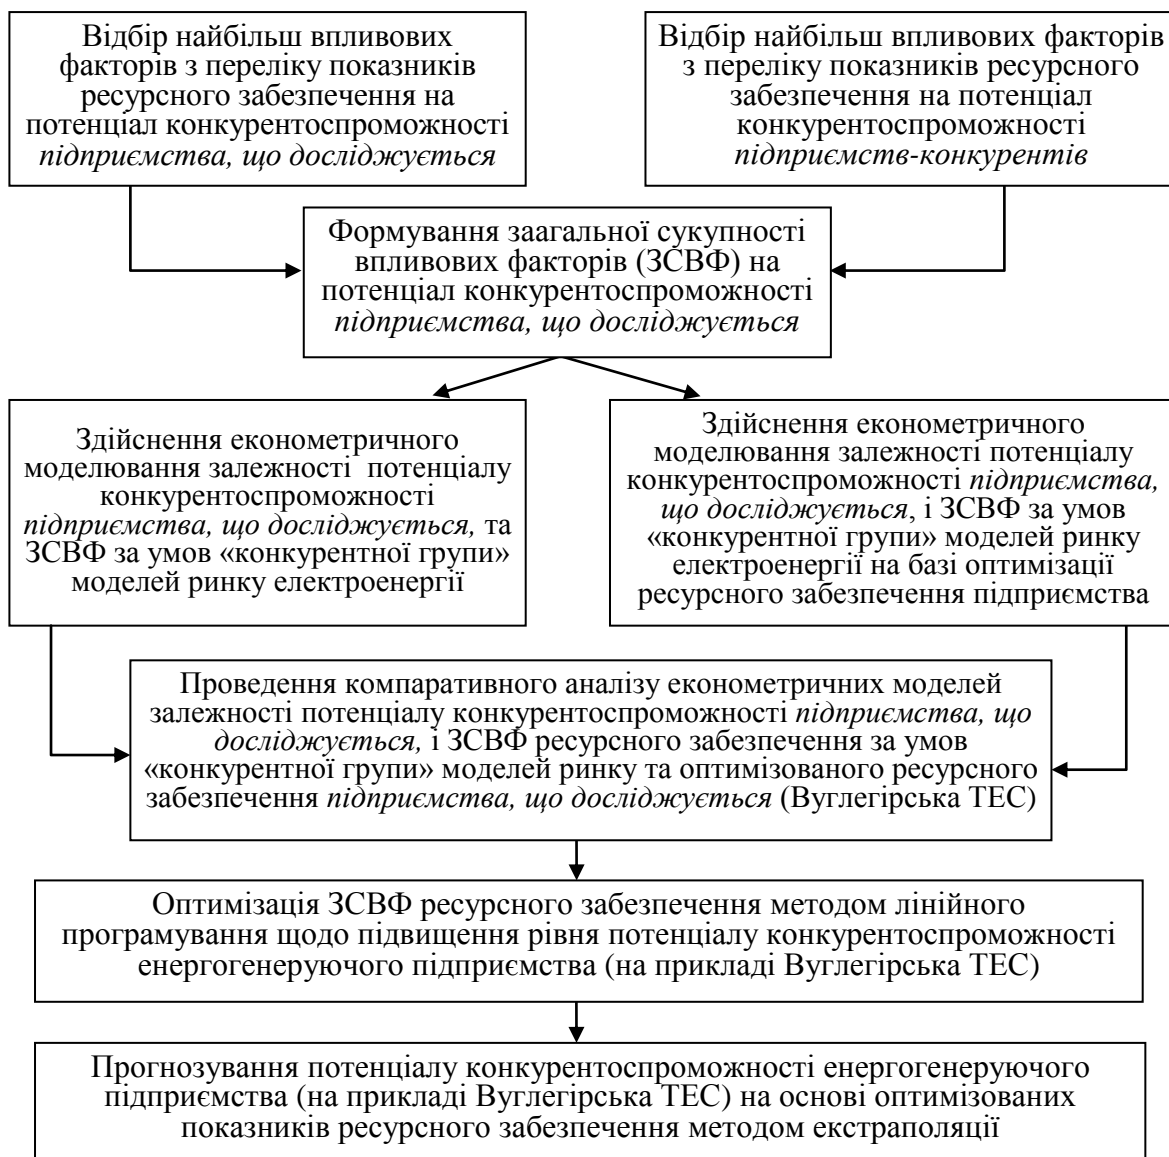 Відбір найбільш впливових
факторів з переліку показників
ресурсного забезпечення на
потенціал конкурентоспроможності
підприємства, що досліджується
Відбір найбільш впливових факторів
з переліку показників ресурсного
забезпечення на потенціал
конкурентоспроможності
підприємств-конкурентів
Формування заагальної сукупності
впливових факторів (ЗСВФ) на
потенціал конкурентоспроможності
підприємства, що досліджується
Здійснення економетричного
моделювання залежності потенціалу
конкурентоспроможності
підприємства, що досліджується, та
ЗСВФ за умов «конкурентної групи»
моделей ринку електроенергії
Здійснення економетричного
моделювання залежності потенціалу
конкурентоспроможності підприємства,
що досліджується, і ЗСВФ за умов
«конкурентної групи» моделей ринку
електроенергії на базі оптимізації
ресурсного забезпечення підприємства
Проведення компаративного аналізу економетричних моделей
залежності потенціалу конкурентоспроможності підприємства, що
досліджується, і ЗСВФ ресурсного забезпечення за умов
«конкурентної групи» моделей ринку та оптимізованого ресурсного
забезпечення підприємства, що досліджується (Вуглегірська ТЕС)
Оптимізація ЗСВФ ресурсного забезпечення методом лінійного
програмування щодо підвищення рівня потенціалу конкурентоспроможності
енергогенеруючого підприємства (на прикладі Вуглегірська ТЕС)
Прогнозування потенціалу конкурентоспроможності енергогенеруючого
підприємства (на прикладі Вуглегірська ТЕС) на основі оптимізованих
показників ресурсного забезпечення методом екстраполяції